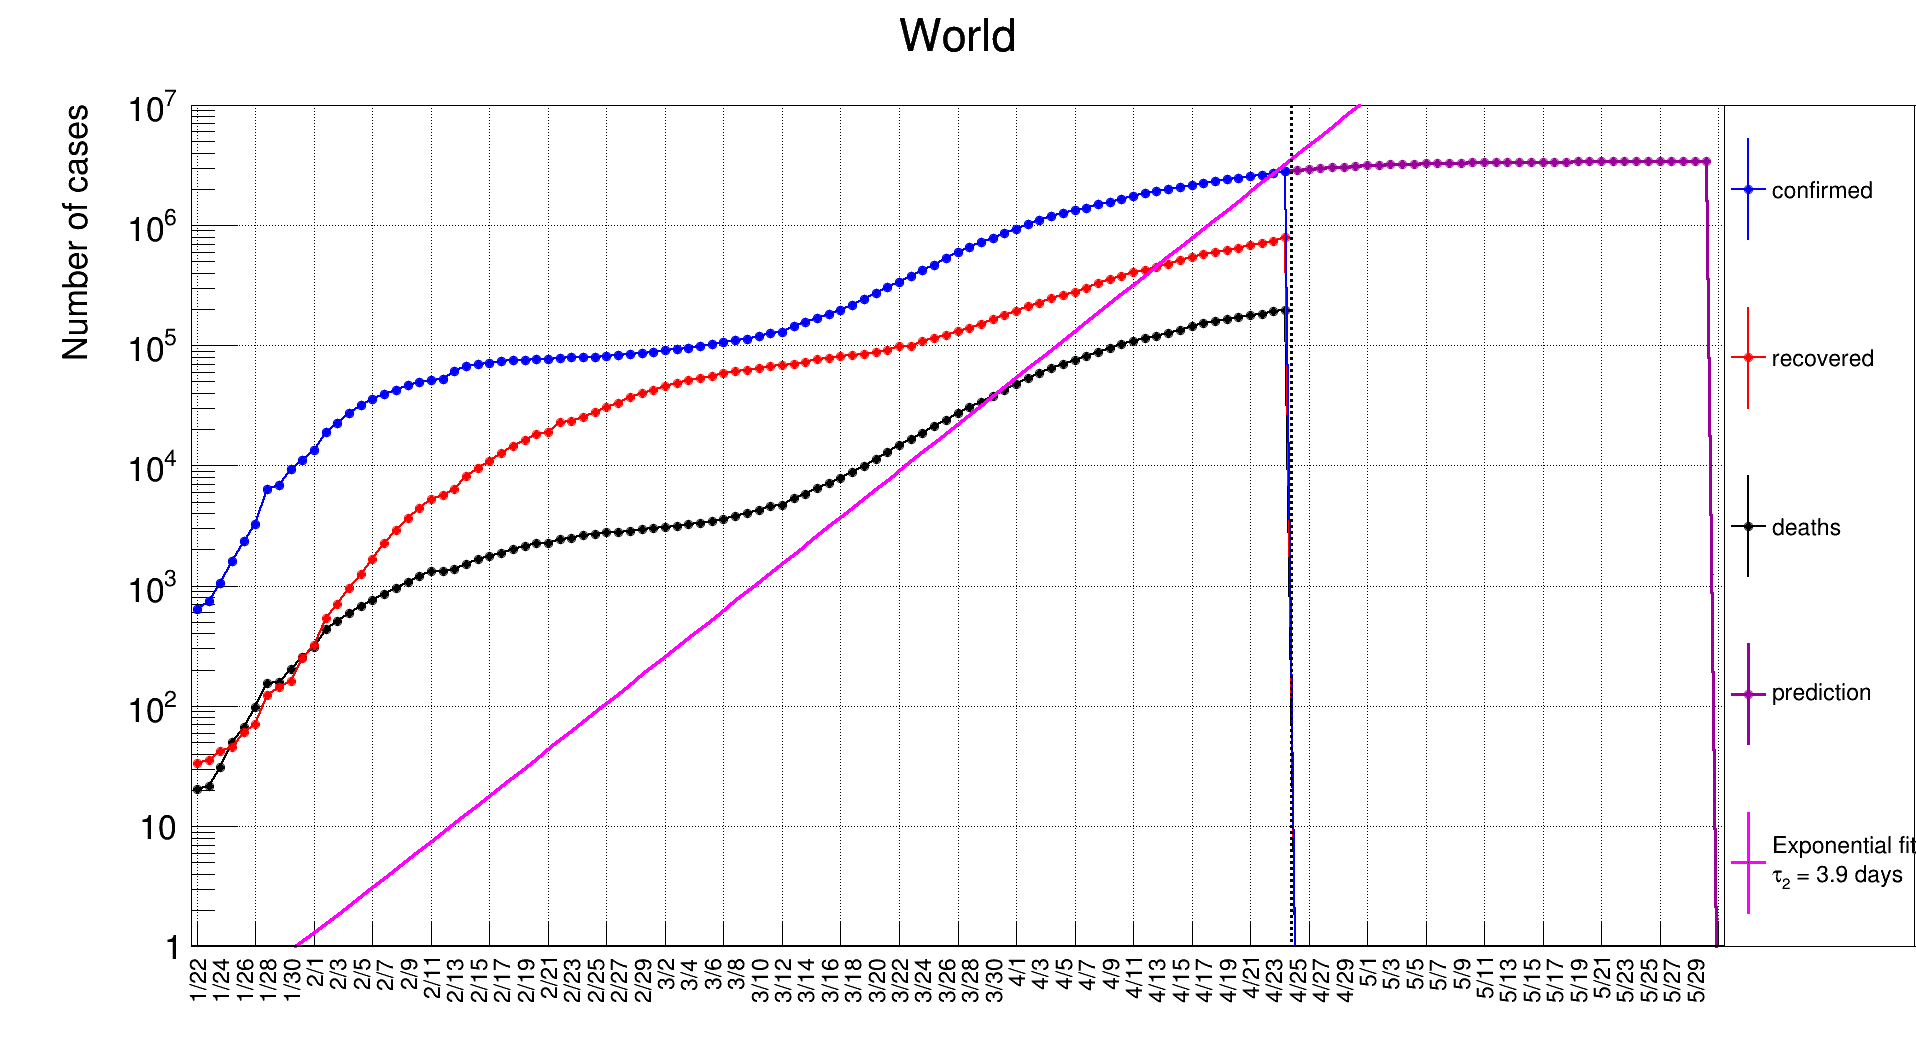 World
Number of cases
10^7
10^6
10^5
10^4
10^3
10^2
10
1
1/22 1/24 1/26 1/28 1/30 2/1 2/3 2/5 2/7 2/9 2/11 2/13 2/15 2/17 2/19 2/21 2/23 2/25 2/27 2/29 3/2 3/4 3/6 3/8 3/10 3/12 3/14 3/16 3/18 3/20 3/22 3/24 3/26 3/28 3/30 4/1 4/3 4/5 4/7 4/9 4/11 4/13 4/15 4/17 4/19 4/21 4/23 4/25 4/27 4/29 5/1 5/3 5/5 5/7 5/9 5/11 5/13 5/15 5/17 5/19 5/21 5/23 5/25 5/27 5/29
confirmed
recovered
deaths
prediction
Exponential fit
τ₂ = 3.9 days